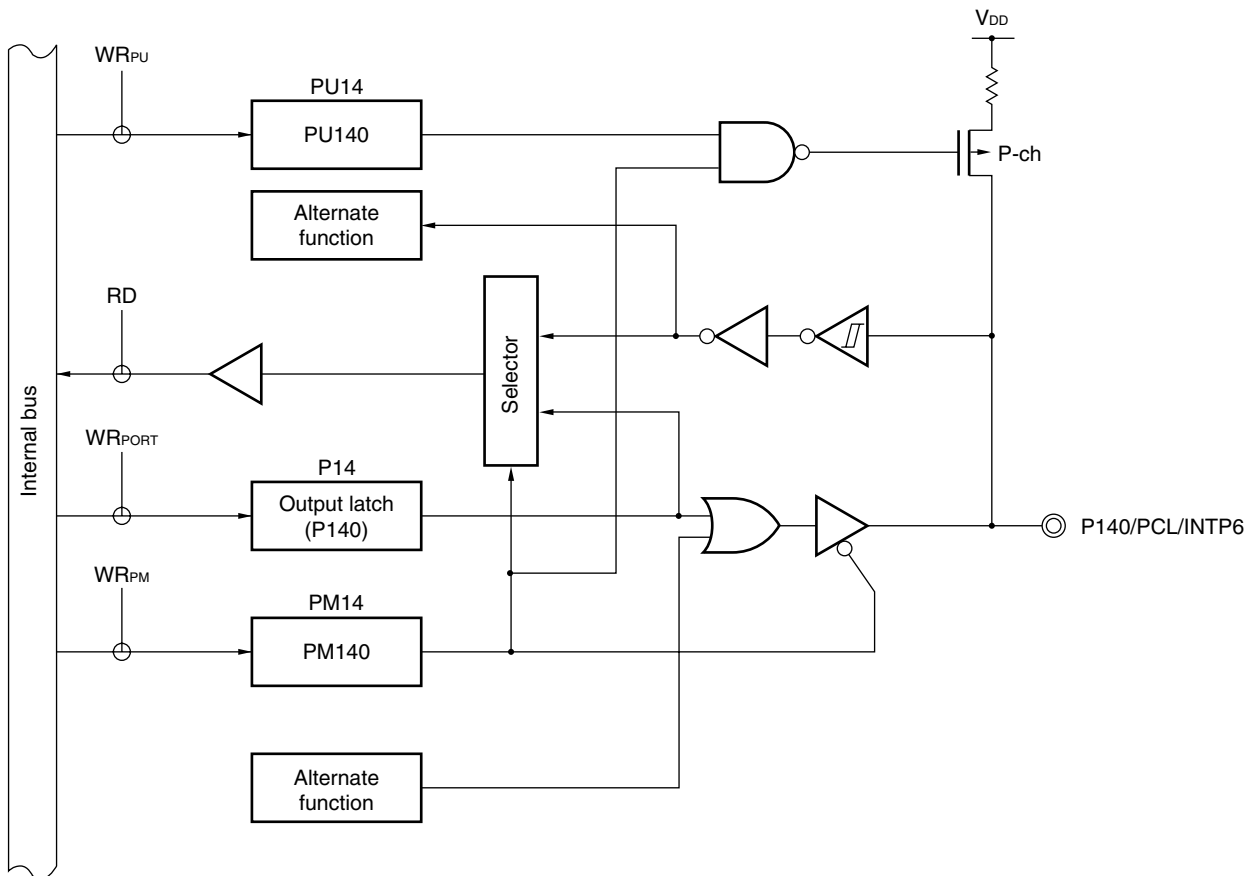 VDD
WRPU
PU14
PU140
P-ch
Alternate
function
RD
Selector
Internal bus
WRPORT
P14
Output latch
(P140)
P140/PCL/INTP6
WRPM
PM14
PM140
Alternate
function